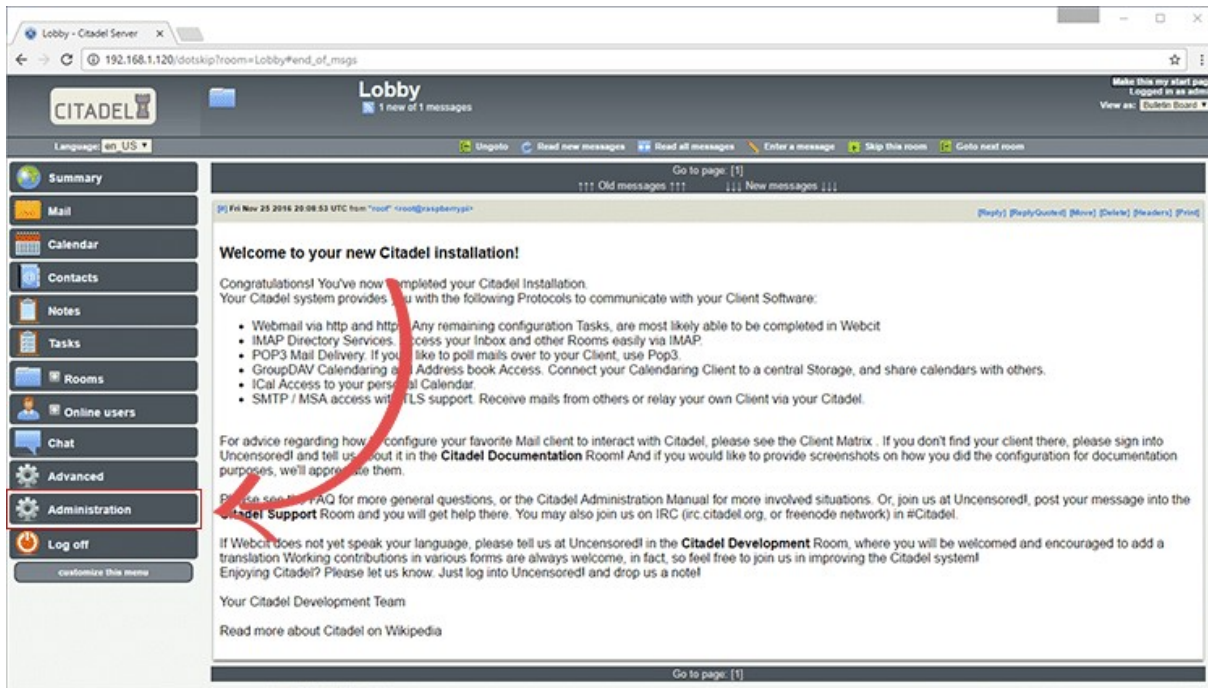 Lobby - Citadel Server
192.168.1.120/dotskip?room=Lobby#end_of_msgs
CITADEL
Lobby
1 new of 1 messages
Make this my start pag
Logged in as admi
View as: Bulletin Board
Language: en_US
Ungoto Read new messages Read all messages Enter a message Skip this room Goto next room
Summary
Mail
Calendar
Contacts
Notes
Tasks
Rooms
Online users
Chat
Advanced
Administration
Log off
customize this menu
Go to page: [1]
↑↑↑ Old messages ↑↑↑ ↓↓↓ New messages ↓↓↓
[#] Fri Nov 25 2016 20:08:53 UTC from "root" <root@raspberrypi>
[Reply] [ReplyQuoted] [Move] [Delete] [Headers] [Print]
Welcome to your new Citadel installation!
Congratulations! You've now completed your Citadel Installation.
Your Citadel system provides you with the following Protocols to communicate with your Client Software:
• Webmail via http and http Any remaining configuration Tasks, are most likely able to be completed in Webcit
• IMAP Directory Services. Access your Inbox and other Rooms easily via IMAP.
• POP3 Mail Delivery. If you like to poll mails over to your Client, use Pop3.
• GroupDAV Calendaring and Address book Access. Connect your Calendaring Client to a central Storage, and share calendars with others.
• ICal Access to your personal Calendar.
• SMTP / MSA access with TLS support. Receive mails from others or relay your own Client via your Citadel.
For advice regarding how to configure your favorite Mail client to interact with Citadel, please see the Client Matrix . If you don't find your client there, please sign into
Uncensored! and tell us about it in the Citadel Documentation Room! And if you would like to provide screenshots on how you did the configuration for documentation
purposes, we'll appreciate them.
Please see the FAQ for more general questions, or the Citadel Administration Manual for more involved situations. Or, join us at Uncensored!, post your message into the
Citadel Support Room and you will get help there. You may also join us on IRC (irc.citadel.org, or freenode network) in #Citadel.
If Webcit does not yet speak your language, please tell us at Uncensored! in the Citadel Development Room, where you will be welcomed and encouraged to add a
translation Working contributions in various forms are always welcome, in fact, so feel free to join us in improving the Citadel system!
Enjoying Citadel? Please let us know. Just log into Uncensored! and drop us a note!
Your Citadel Development Team
Read more about Citadel on Wikipedia
Go to page: [1]